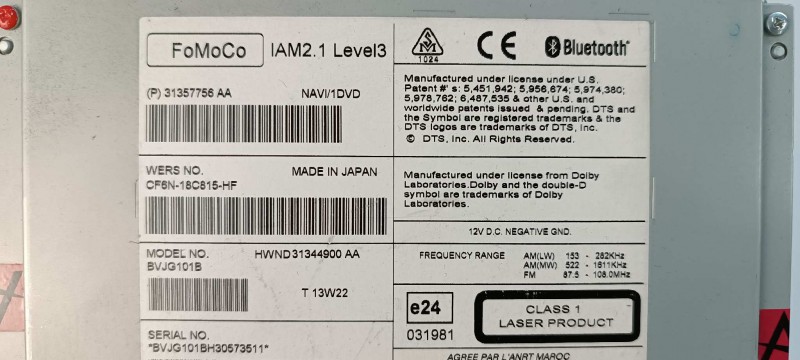 FoMoCo IAM2.1 Level3
(P) 31357756 AA NAVI/1DVD
WERS NO. MADE IN JAPAN
CF6N-18C815-HF
MODEL NO. HWND31344900 AA
BVJG101B
T 13W22
SERIAL NO.
*BVJG101BH30573511*
1024
CE
Bluetooth
Manufactured under license under U.S.
Patent #' s: 5,451,942; 5,956,674; 5,974,380;
5,978,762; 6,487,535 & other U.S. and
worldwide patents issued & pending. DTS and
the Symbol are registered trademarks & the
DTS logos are trademarks of DTS, Inc.
© DTS, Inc. All Rights Reserved.
Manufactured under license from Dolby
Laboratories.Dolby and the double-D
symbol are trademarks of Dolby
Laboratories.
12V D.C. NEGATIVE GND.
FREQUENCY RANGE AM(LW) 153 - 282KHz
AM(MW) 522 - 1611KHz
FM 87.5 - 108.0MHz
e24
031981
CLASS 1
LASER PRODUCT
AGREE PAR L'ANRT MAROC